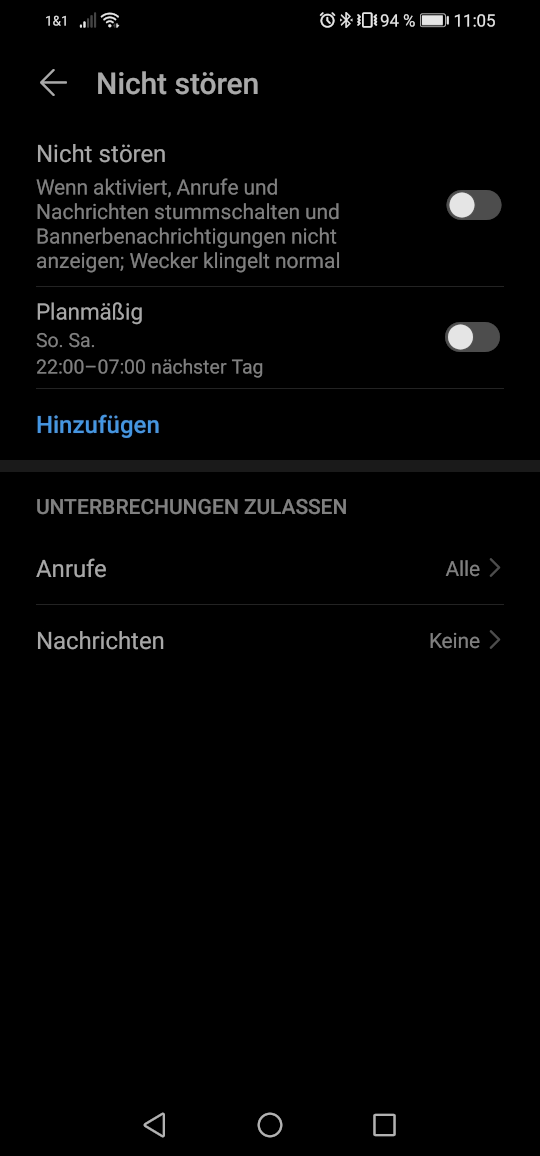 1&1 94 % 11:05
Nicht stören
Nicht stören
Wenn aktiviert, Anrufe und
Nachrichten stummschalten und
Bannerbenachrichtigungen nicht
anzeigen; Wecker klingelt normal
Planmäßig
So. Sa.
22:00–07:00 nächster Tag
Hinzufügen
UNTERBRECHUNGEN ZULASSEN
Anrufe Alle
Nachrichten Keine